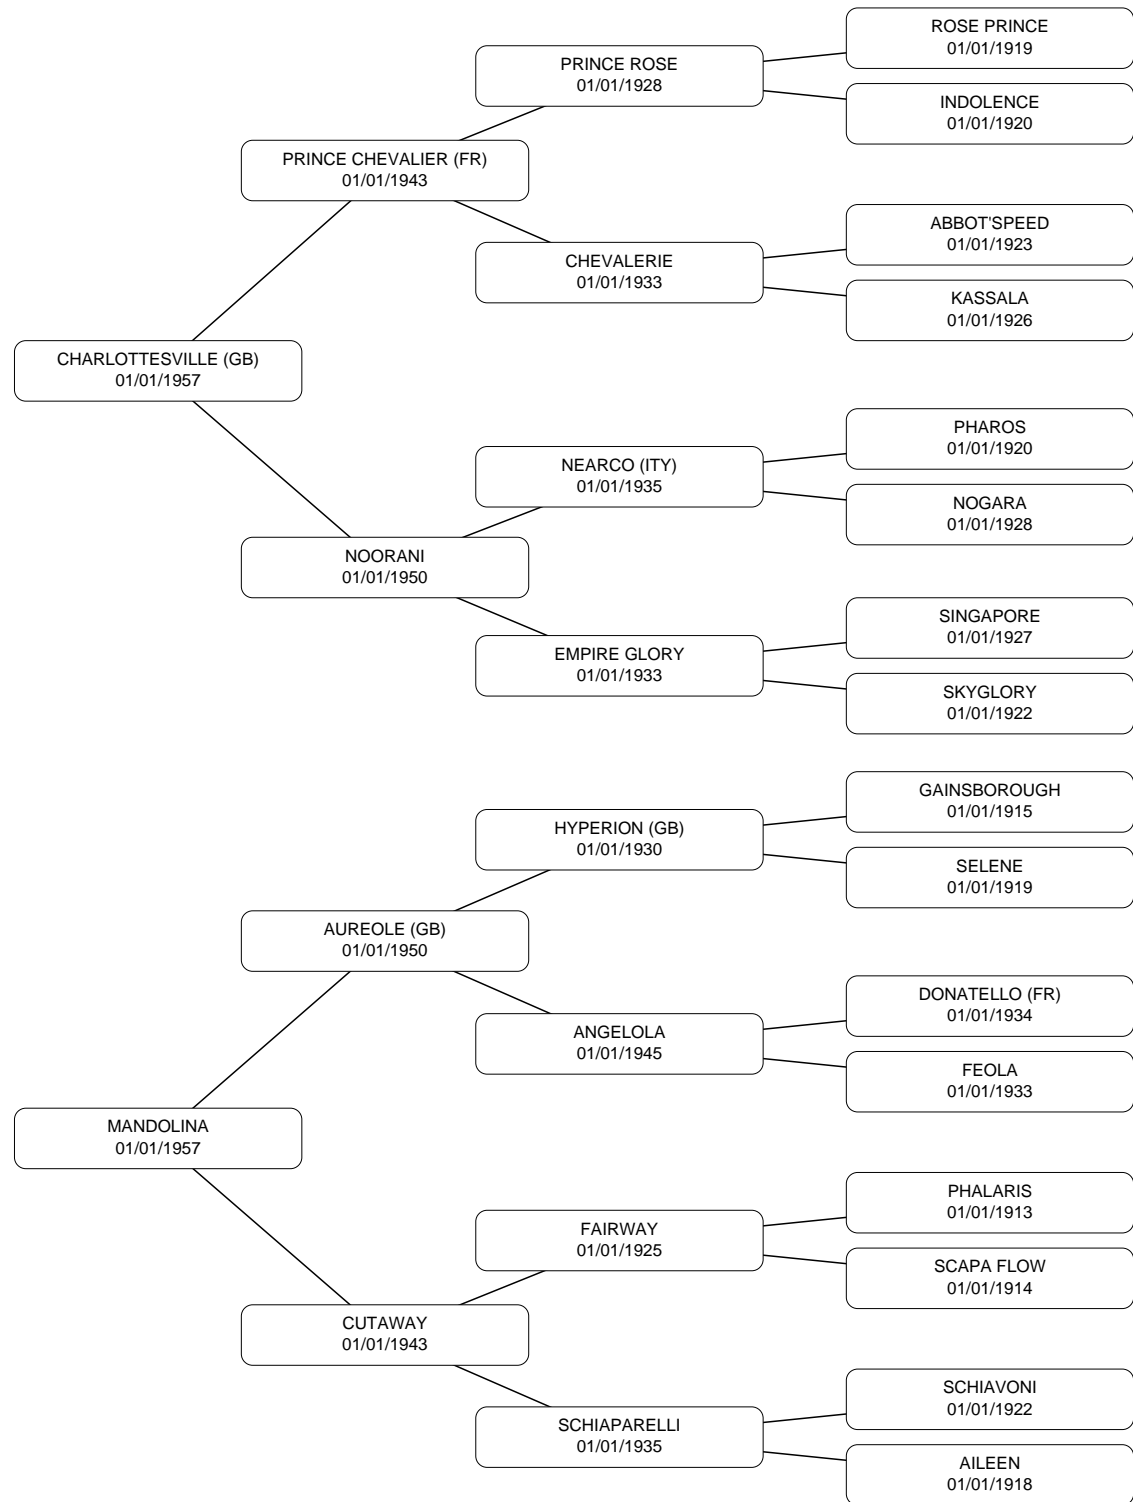 ROSE PRINCE
01/01/1919
PRINCE ROSE
01/01/1928
INDOLENCE
01/01/1920
PRINCE CHEVALIER (FR)
01/01/1943
ABBOT'SPEED
01/01/1923
CHEVALERIE
01/01/1933
KASSALA
01/01/1926
CHARLOTTESVILLE (GB)
01/01/1957
PHAROS
01/01/1920
NEARCO (ITY)
01/01/1935
NOGARA
01/01/1928
NOORANI
01/01/1950
SINGAPORE
01/01/1927
EMPIRE GLORY
01/01/1933
SKYGLORY
01/01/1922
GAINSBOROUGH
01/01/1915
HYPERION (GB)
01/01/1930
SELENE
01/01/1919
AUREOLE (GB)
01/01/1950
DONATELLO (FR)
01/01/1934
ANGELOLA
01/01/1945
FEOLA
01/01/1933
MANDOLINA
01/01/1957
PHALARIS
01/01/1913
FAIRWAY
01/01/1925
SCAPA FLOW
01/01/1914
CUTAWAY
01/01/1943
SCHIAVONI
01/01/1922
SCHIAPARELLI
01/01/1935
AILEEN
01/01/1918